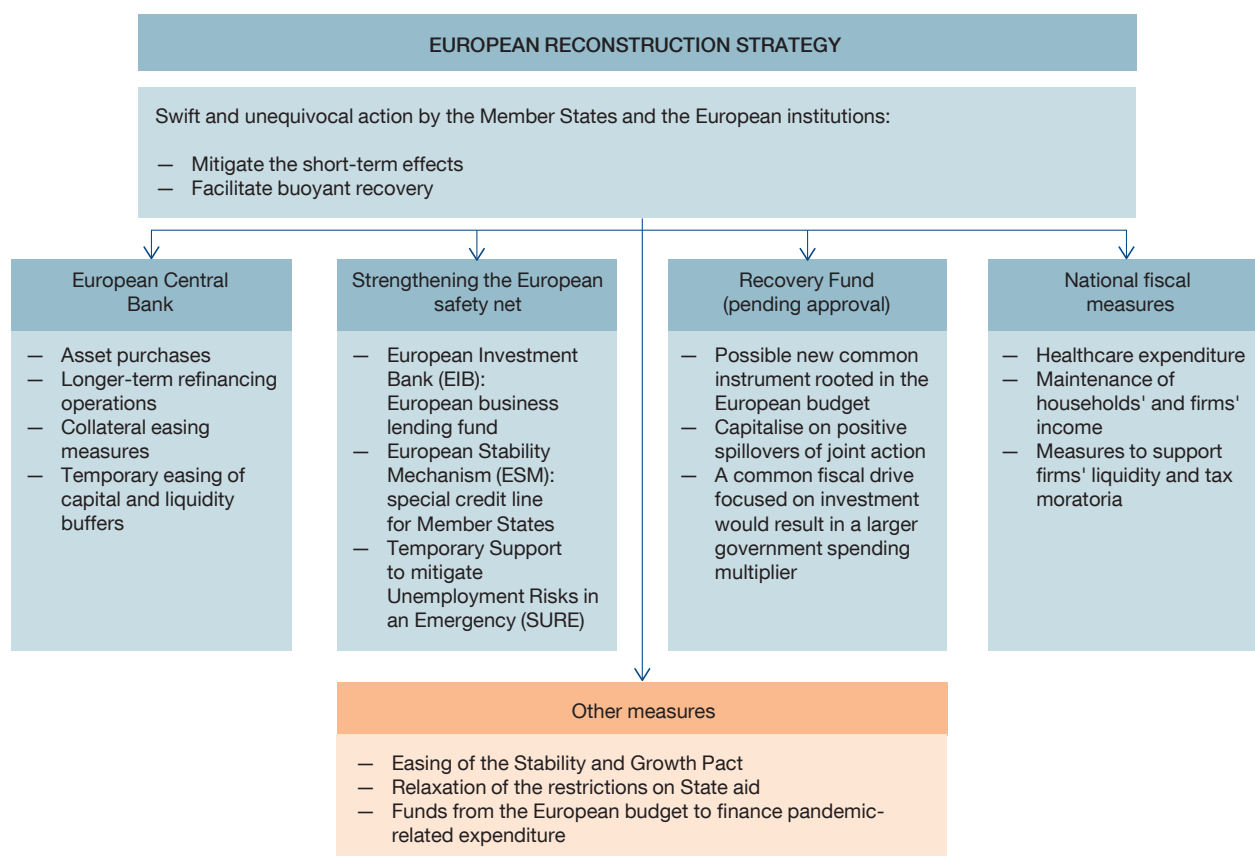 EUROPEAN RECONSTRUCTION STRATEGY
Swift and unequivocal action by the Member States and the European institutions:
— Mitigate the short-term effects
— Facilitate buoyant recovery
European Central
Bank
— Asset purchases
— Longer-term refinancing
operations
— Collateral easing
measures
— Temporary easing of
capital and liquidity
buffers
Strengthening the European
safety net
— European Investment
Bank (EIB):
European business
lending fund
— European Stability
Mechanism (ESM):
special credit line
for Member States
— Temporary Support
to mitigate
Unemployment Risks in
an Emergency (SURE)
Recovery Fund
(pending approval)
— Possible new common
instrument rooted in the
European budget
— Capitalise on positive
spillovers of joint action
— A common fiscal drive
focused on investment
would result in a larger
government spending
multiplier
National fiscal
measures
— Healthcare expenditure
— Maintenance of
households' and firms'
income
— Measures to support
firms' liquidity and tax
moratoria
Other measures
— Easing of the Stability and Growth Pact
— Relaxation of the restrictions on State aid
— Funds from the European budget to finance pandemic-
related expenditure